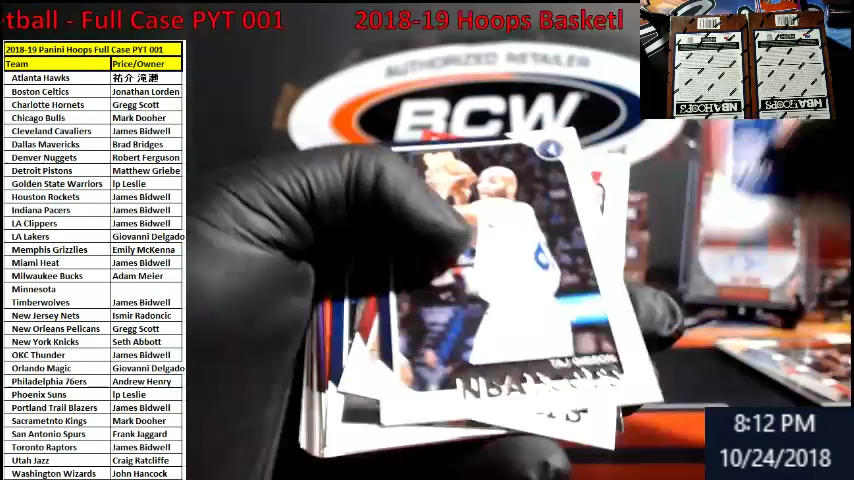 tball - Full Case PYT 001    2018-19 Hoops Basketl
2018-19 Panini Hoops Full Case PYT 001
Team Price/Owner
Atlanta Hawks 祐介 滝瀬
Boston Celtics Jonathan Lorden
Charlotte Hornets Gregg Scott
Chicago Bulls Mark Dooher
Cleveland Cavaliers James Bidwell
Dallas Mavericks Brad Bridges
Denver Nuggets Robert Ferguson
Detroit Pistons Matthew Griebe
Golden State Warriors lp Leslie
Houston Rockets James Bidwell
Indiana Pacers James Bidwell
LA Clippers James Bidwell
LA Lakers Giovanni Delgado
Memphis Grizzlies Emily McKenna
Miami Heat James Bidwell
Milwaukee Bucks Adam Meier
Minnesota
Timberwolves James Bidwell
New Jersey Nets Ismir Radoncic
New Orleans Pelicans Gregg Scott
New York Knicks Seth Abbott
OKC Thunder James Bidwell
Orlando Magic Giovanni Delgado
Philadelphia 76ers Andrew Henry
Phoenix Suns lp Leslie
Portland Trail Blazers James Bidwell
Sacrametnto Kings Mark Dooher
San Antonio Spurs Frank Jaggard
Toronto Raptors James Bidwell
Utah Jazz Craig Ratcliffe
Washington Wizards John Hancock
AUTHORIZED RETAILER
BCW
TAJ GIBSON
NBA HOOPS
NBA HOOPS
8:12 PM
10/24/2018